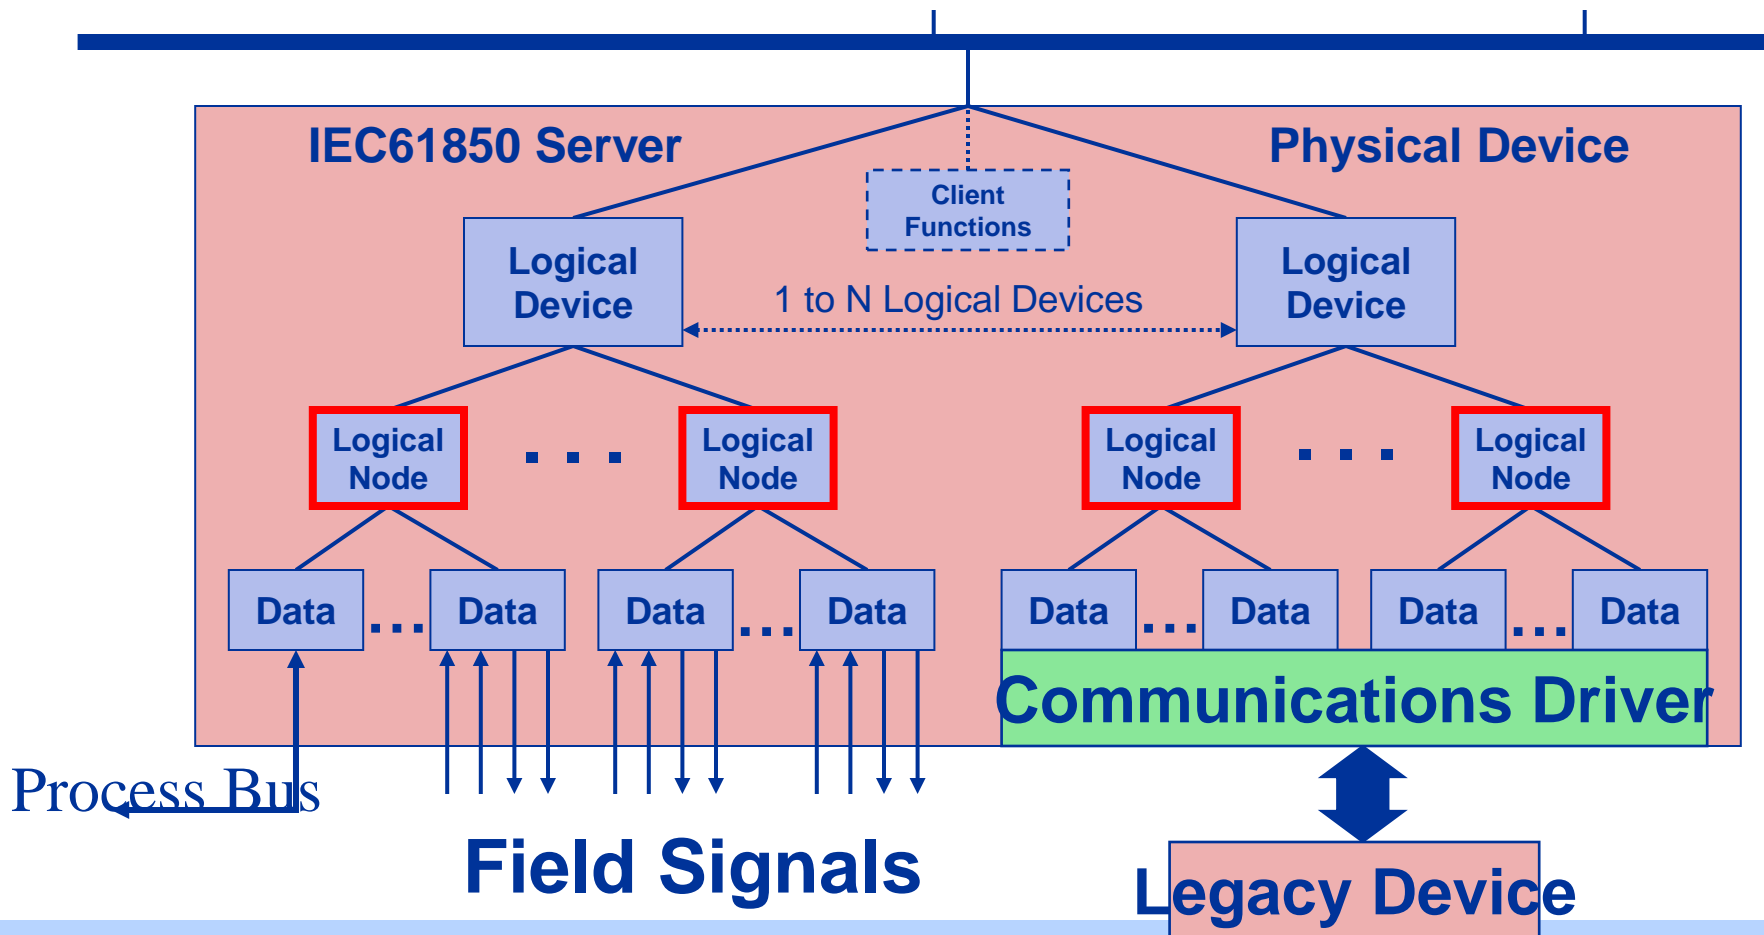 IEC61850 Server
Physical Device
Client
Functions
Logical
Device
Logical
Device
1 to N Logical Devices
Logical
Node
. . .
Logical
Node
Logical
Node
. . .
Logical
Node
Data
...
Data
Data
...
Data
Data
...
Data
Data
...
Data
Communications Driver
Process Bus
Field Signals
Legacy Device